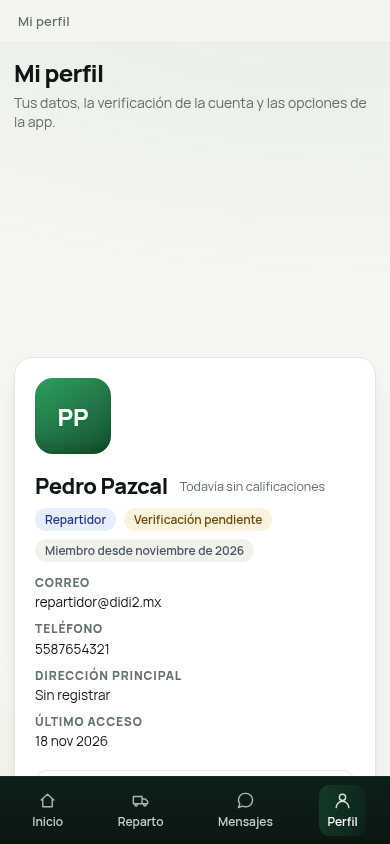 Mi perfil
Mi perfil
Tus datos, la verificación de la cuenta y las opciones de
la app.
PP
Pedro Pazcal Todavía sin calificaciones
Repartidor Verificación pendiente
Miembro desde noviembre de 2026
CORREO
repartidor@didi2.mx
TELÉFONO
5587654321
DIRECCIÓN PRINCIPAL
Sin registrar
ÚLTIMO ACCESO
18 nov 2026
Inicio Reparto Mensajes Perfil